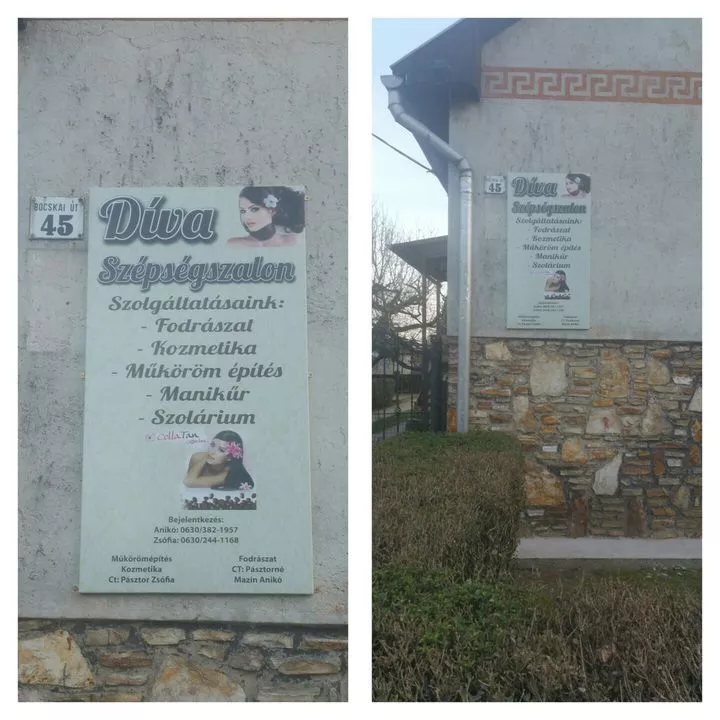 BOCSKAI ÚT
45
Díva
Szépségszalon
Szolgáltatásaink:
- Fodrászat
- Kozmetika
- Műköröm építés
- Manikűr
- Szolárium
CollaTan
Bejelentkezés:
Anikó: 0630/382-1957
Zsófia: 0630/244-1168
Műkörömépítés
Kozmetika
Ct: Pásztor Zsófia
Fodrászat
CT: Pásztorné
Mazin Anikó
45
Díva
Szépségszalon
Szolgáltatásaink:
Fodrászat
Kozmetika
- Műköröm építés
- Manikűr
- Szolárium